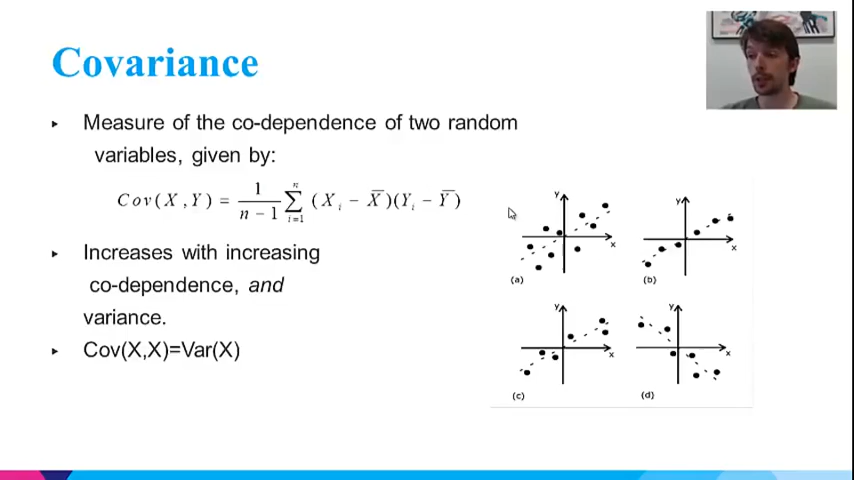 Covariance
▸ Measure of the co-dependence of two random
variables, given by:
Cov(X,Y) = 1/(n-1) ∑_{i=1}^{n} (X_i - X̄)(Y_i - Ȳ)
▸ Increases with increasing
co-dependence, and
variance.
▸ Cov(X,X)=Var(X)
Y
X
(a)
Y
X
(b)
Y
X
(c)
Y
X
(d)